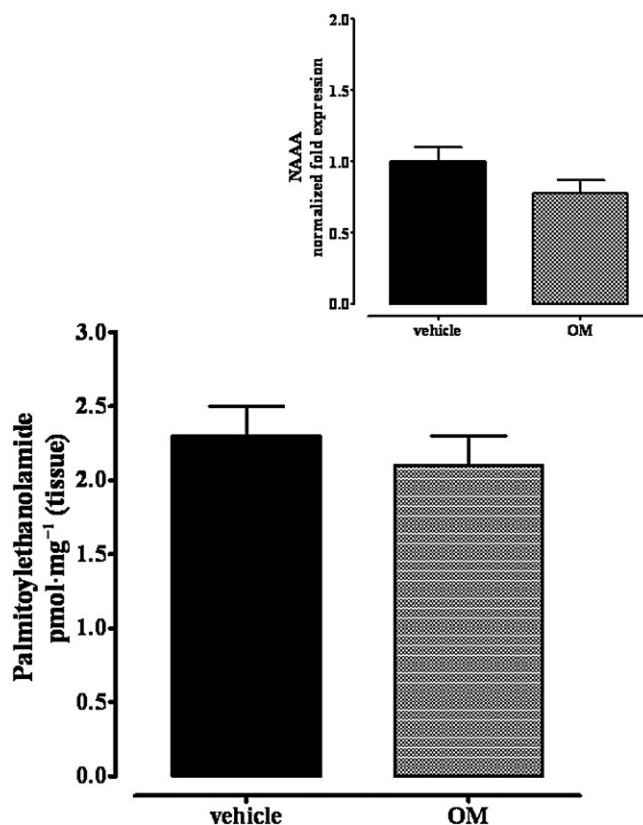 2.0
1.5
1.0
0.5
0.0
NAAA
normalized fold expression
vehicle OM
3.0
2.5
2.0
1.5
1.0
0.5
0.0
Palmitoylethanolamide
pmol·mg⁻¹ (tissue)
vehicle OM